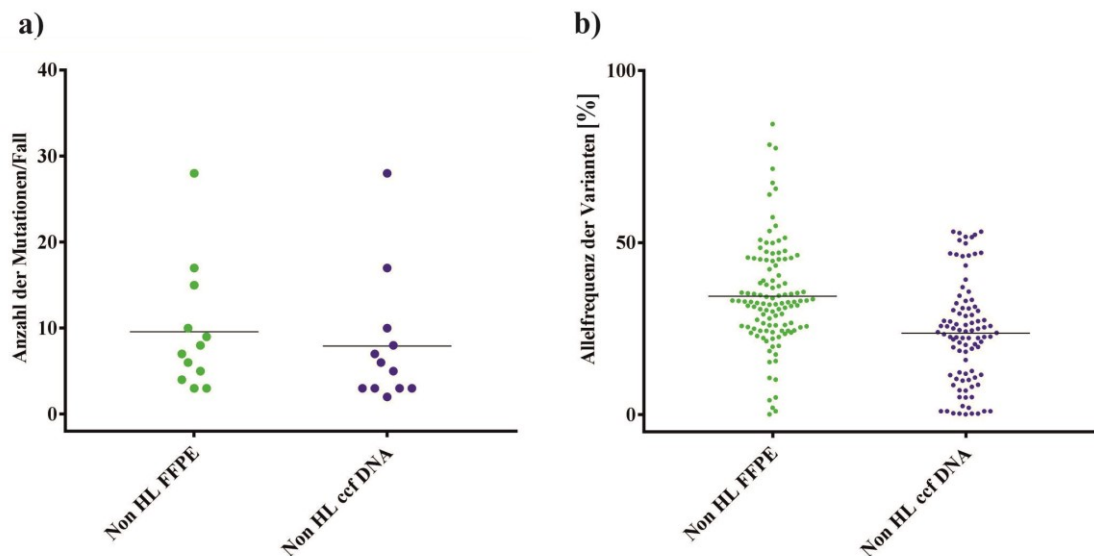 a)
Anzahl der Mutationen/Fall
40
30
20
10
0
Non HL FFPE
Non HL ccf DNA
b)
Allelfrequenz der Varianten [%]
100
50
0
Non HL FFPE
Non HL ccf DNA